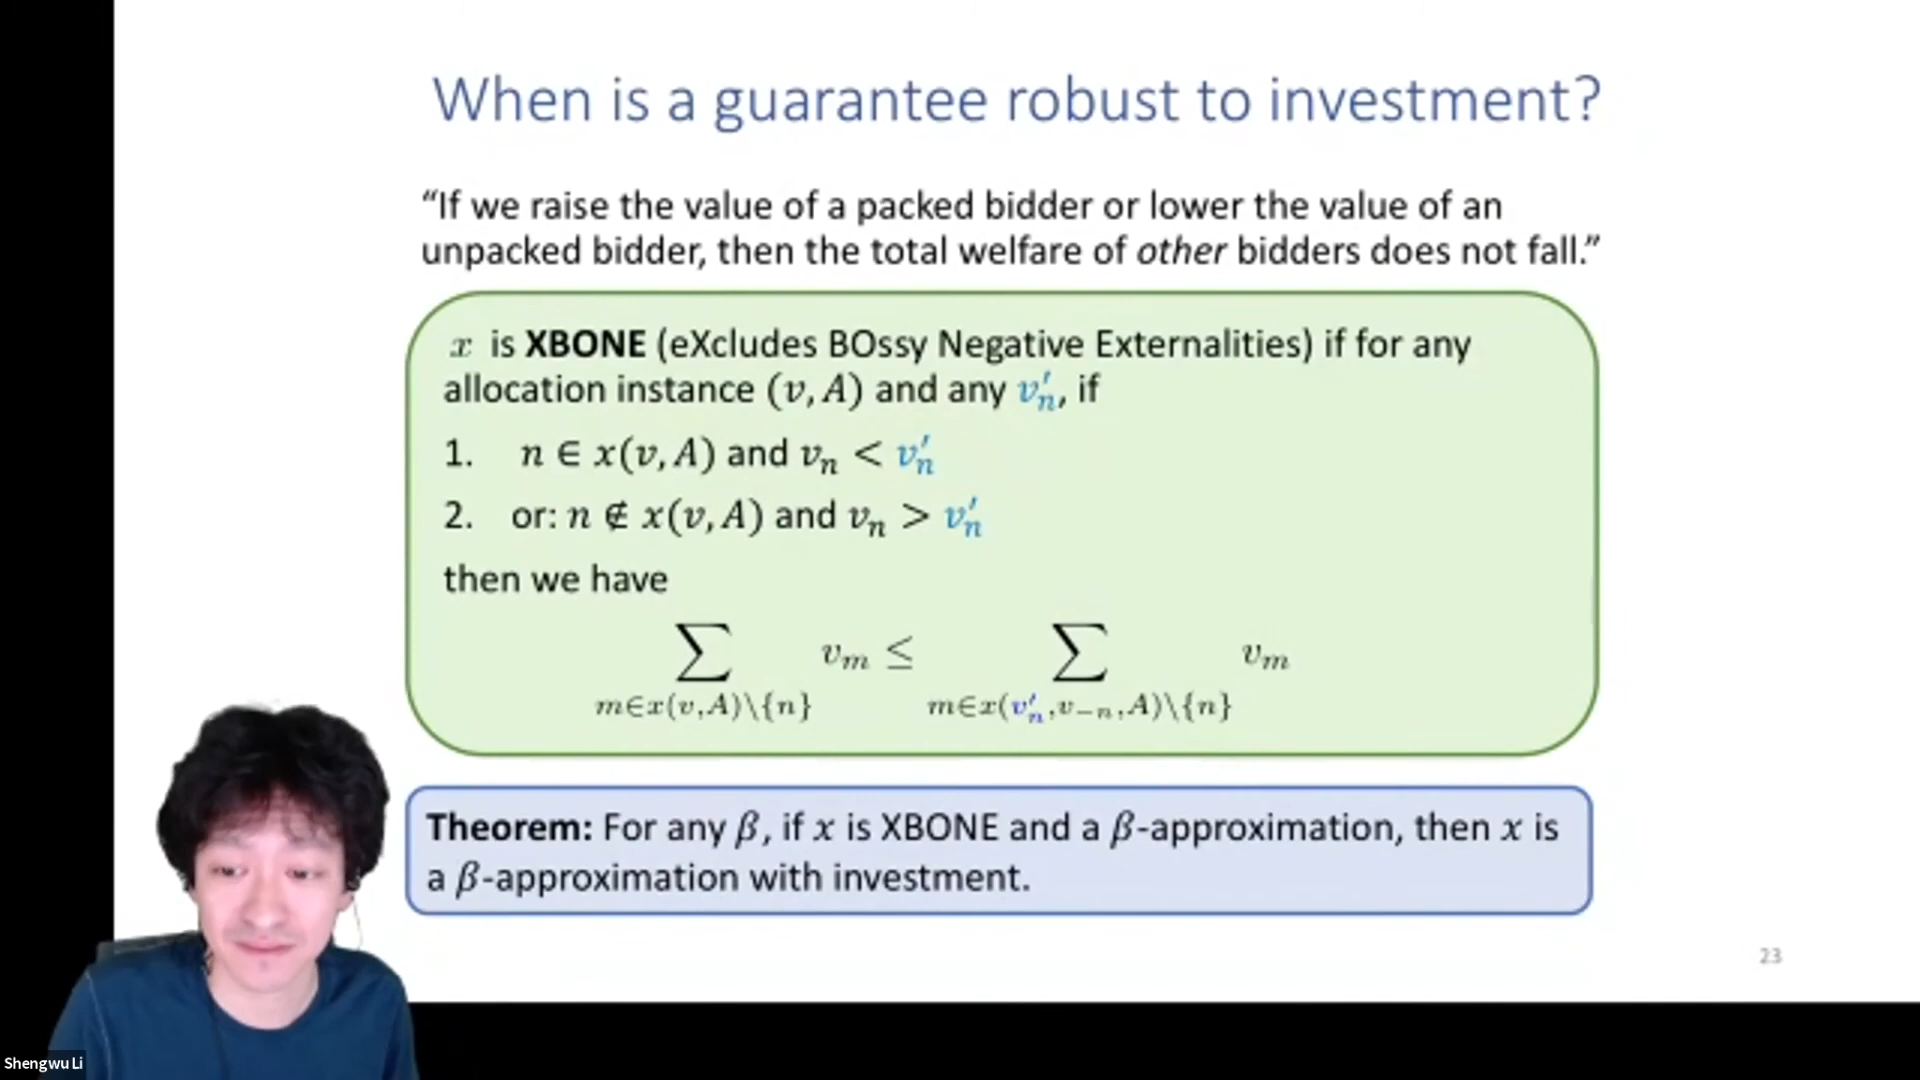 When is a guarantee robust to investment?
“If we raise the value of a packed bidder or lower the value of an
unpacked bidder, then the total welfare of other bidders does not fall.”
x is XBONE (eXcludes BOssy Negative Externalities) if for any
allocation instance (v, A) and any v′ₙ, if
1. n ∈ x(v, A) and vₙ < v′ₙ
2. or: n ∉ x(v, A) and vₙ > v′ₙ
then we have
∑_{m∈x(v,A)\{n}} vₘ ≤ ∑_{m∈x(v′ₙ,v₋ₙ,A)\{n}} vₘ
Theorem: For any β, if x is XBONE and a β-approximation, then x is
a β-approximation with investment.
23
Shengwu Li